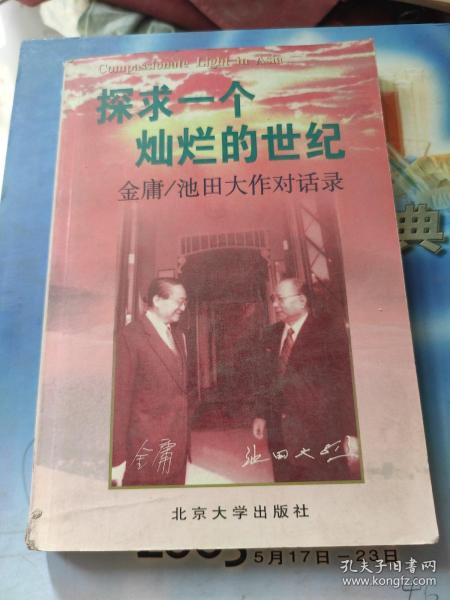 Compassionate Light in Asia
探求一个
灿烂的世纪
金庸/池田大作对话录
金庸
池田大作
北京大学出版社
典
2003 5月17日-23日
孔夫子旧书网
www.kongfz.com